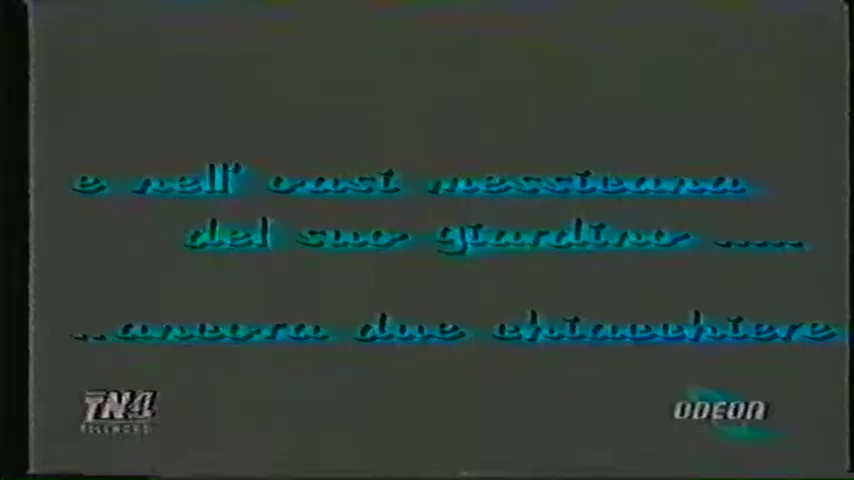 e nell' oasi messicana
del suo giardino .....
..ancora due chiacchiere
TN4
ODEON